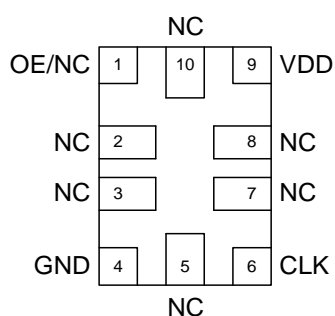 NC
OE/NC 1 10 9 VDD
NC 2 8 NC
NC 3 7 NC
GND 4 5 6 CLK
NC